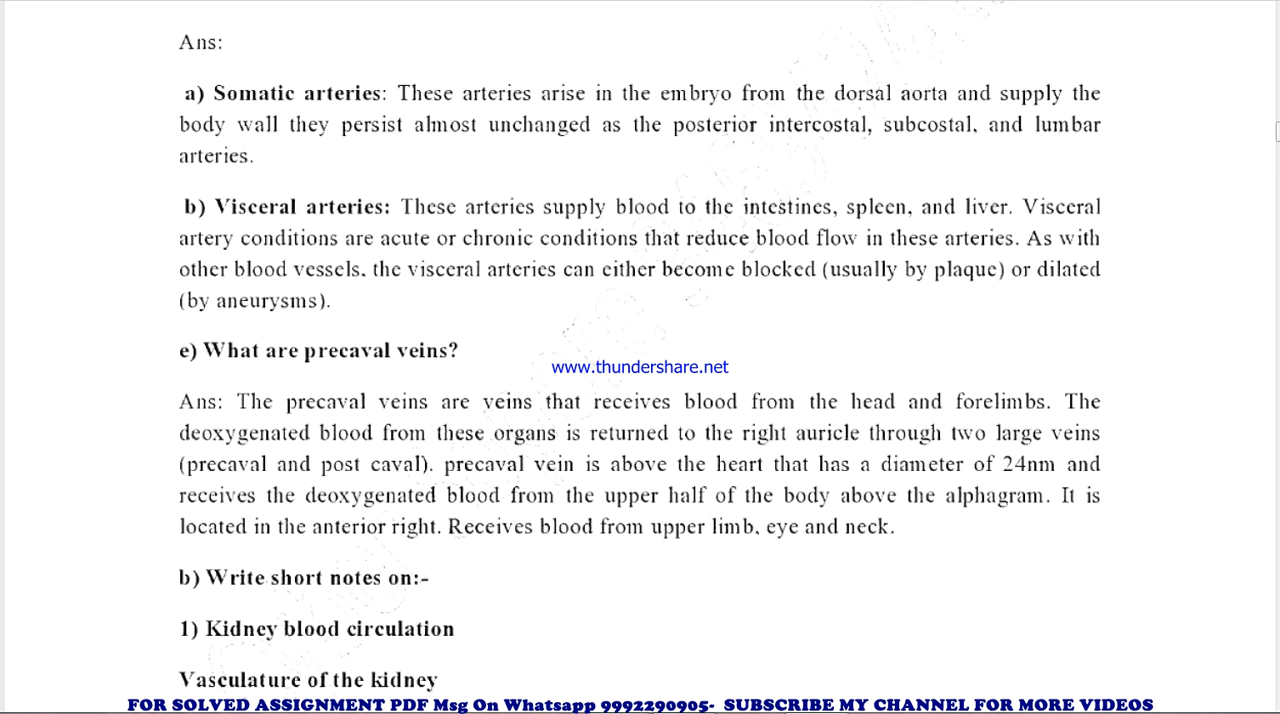 Ans:
a) Somatic arteries: These arteries arise in the embryo from the dorsal aorta and supply the
body wall they persist almost unchanged as the posterior intercostal, subcostal, and lumbar
arteries.
b) Visceral arteries: These arteries supply blood to the intestines, spleen, and liver. Visceral
artery conditions are acute or chronic conditions that reduce blood flow in these arteries. As with
other blood vessels, the visceral arteries can either become blocked (usually by plaque) or dilated
(by aneurysms).
e) What are precaval veins?
www.thundershare.net
Ans: The precaval veins are veins that receives blood from the head and forelimbs. The
deoxygenated blood from these organs is returned to the right auricle through two large veins
(precaval and post caval). precaval vein is above the heart that has a diameter of 24nm and
receives the deoxygenated blood from the upper half of the body above the alphagram. It is
located in the anterior right. Receives blood from upper limb, eye and neck.
b) Write short notes on:-
1) Kidney blood circulation
Vasculature of the kidney
FOR SOLVED ASSIGNMENT PDF Msg On Whatsapp 9992290905- SUBSCRIBE MY CHANNEL FOR MORE VIDEOS